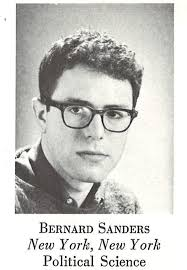 BERNARD SANDERS
New York, New York
Political Science